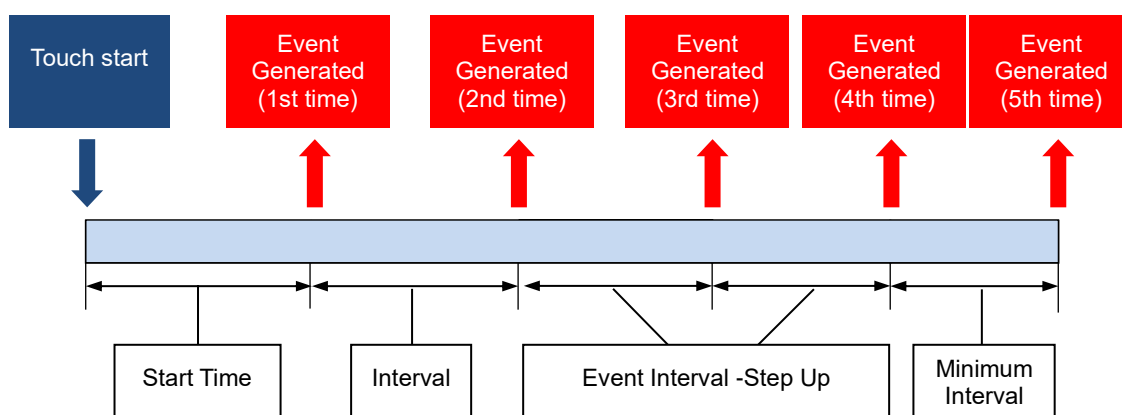 Touch start
Event
Generated
(1st time)
Event
Generated
(2nd time)
Event
Generated
(3rd time)
Event
Generated
(4th time)
Event
Generated
(5th time)
Start Time
Interval
Event Interval -Step Up
Minimum
Interval